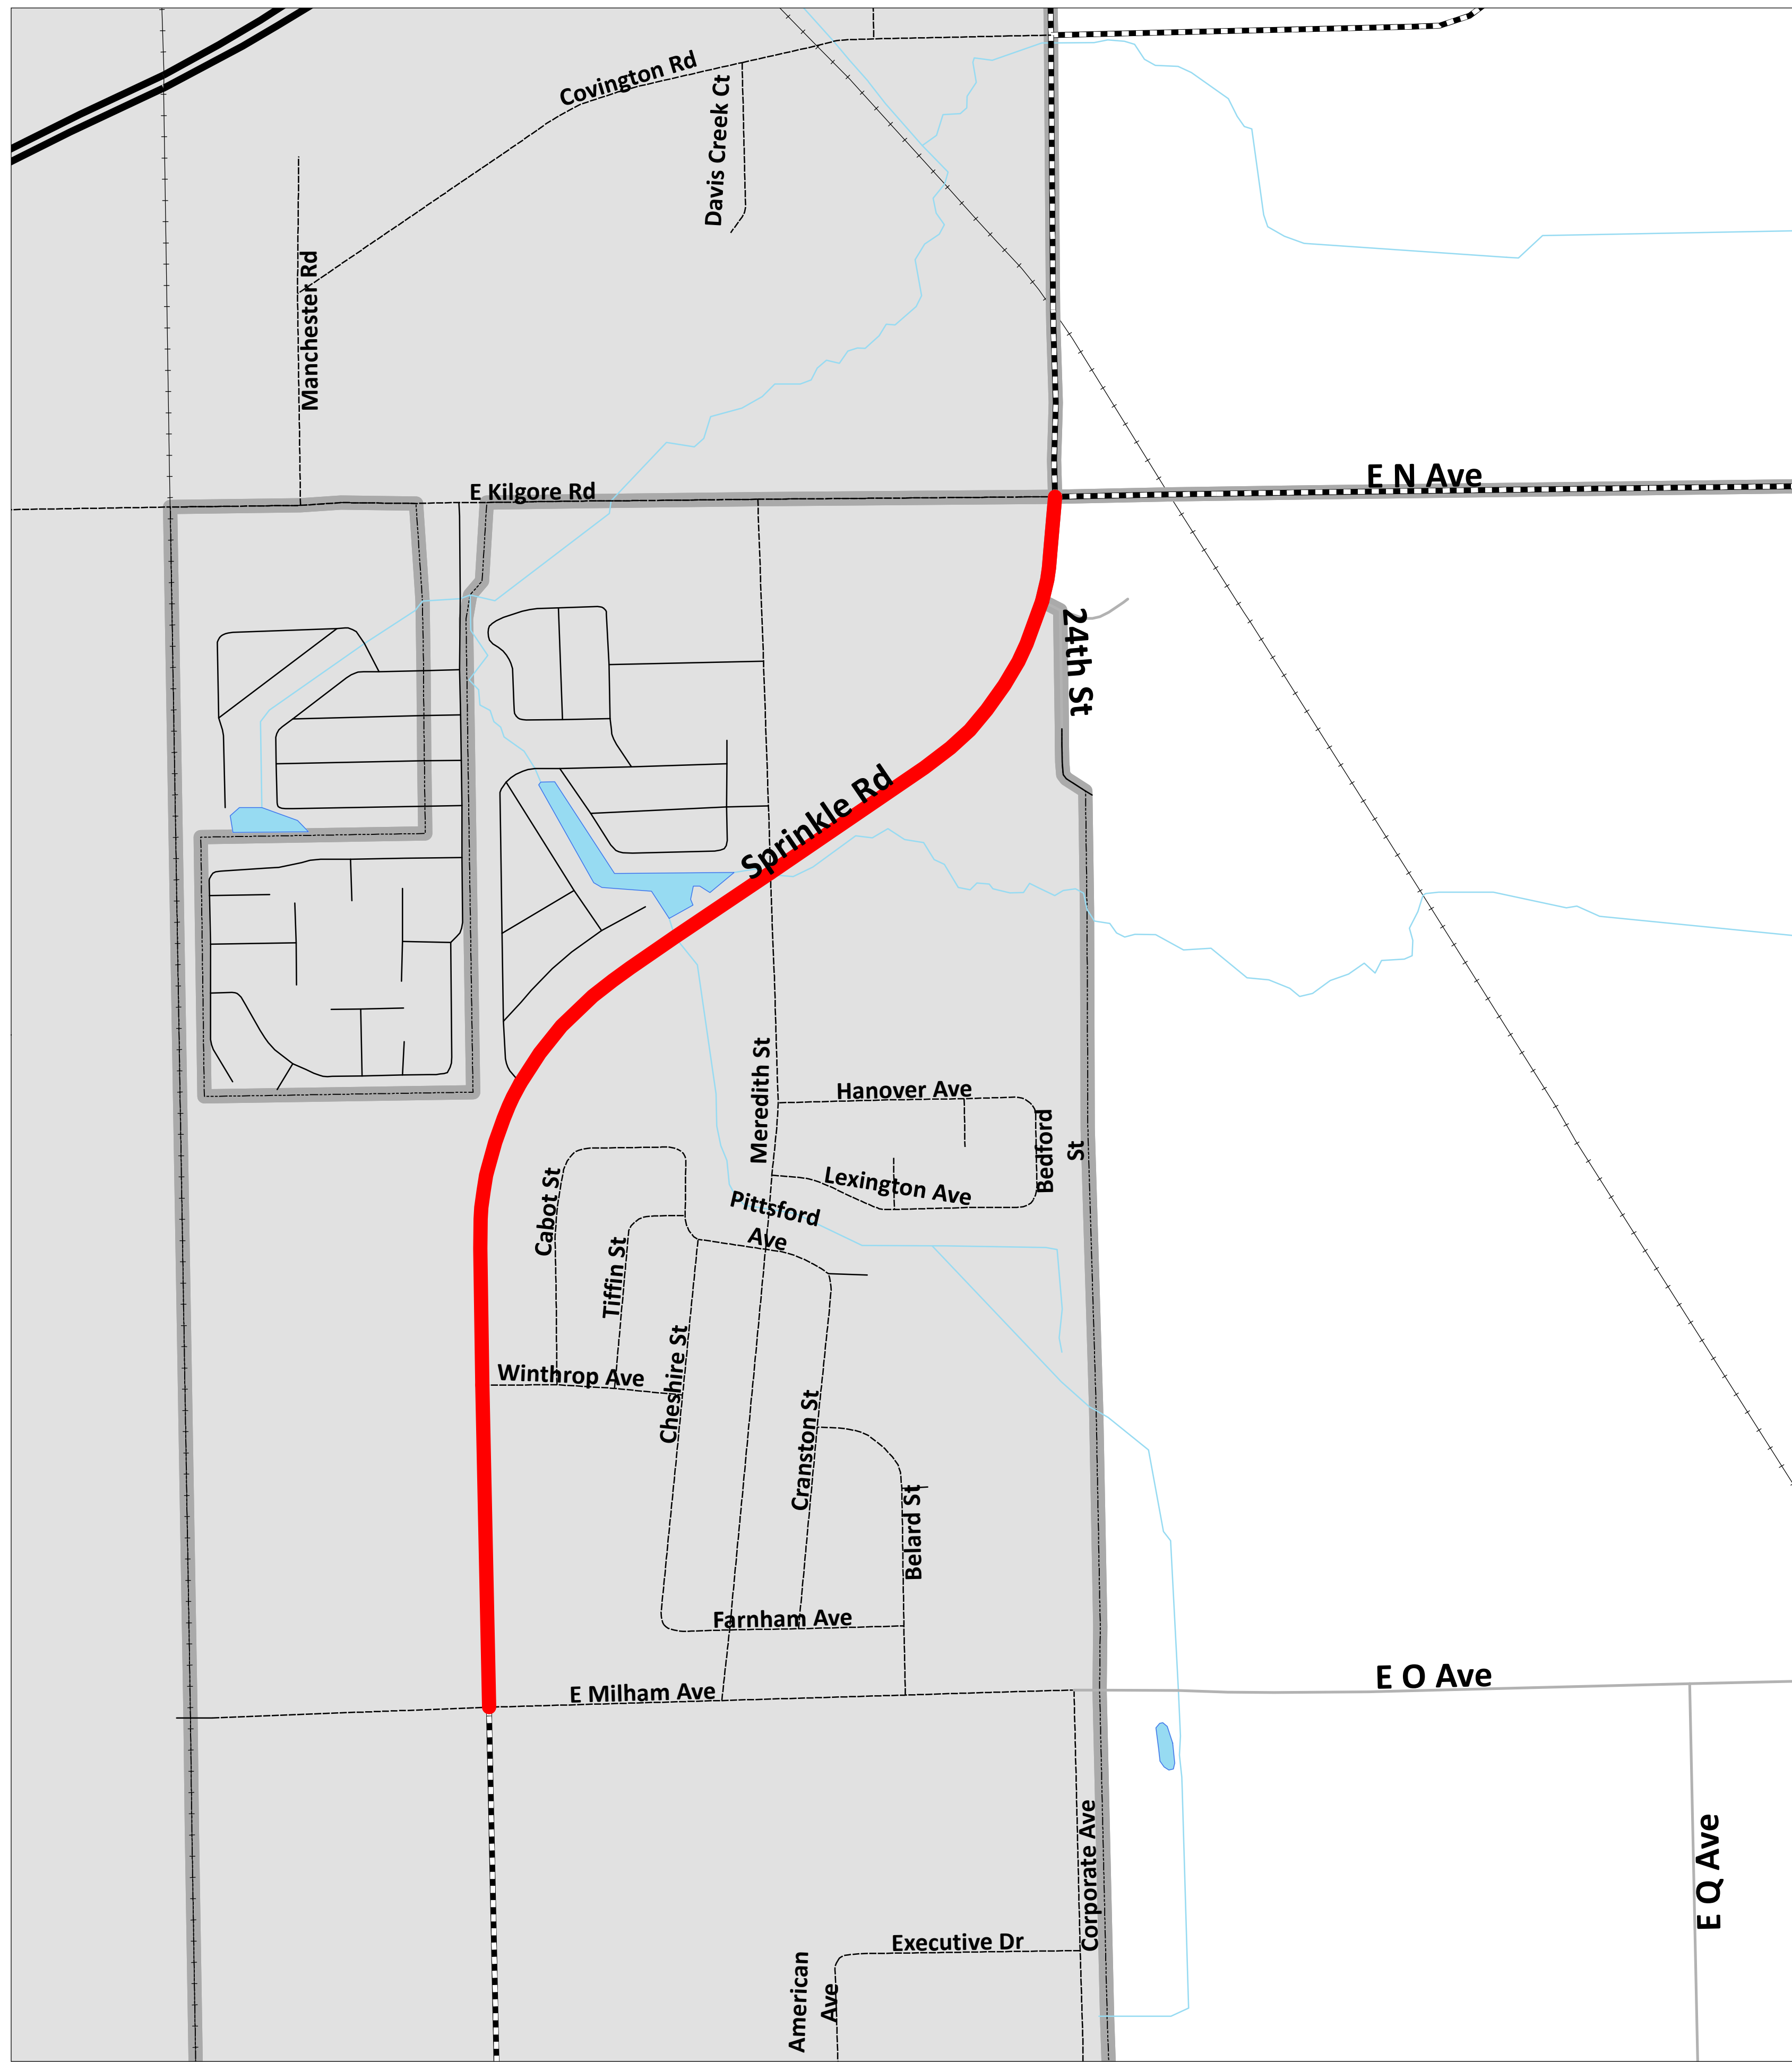 Covington Rd
Davis Creek Ct
Manchester Rd
E Kilgore Rd
E N Ave
24th St
Sprinkle Rd
Meredith St
Hanover Ave
Bedford
St
Lexington Ave
Cabot St
Pittsford
Ave
Tiffin St
Cheshire St
Winthrop Ave
Cranston St
Belard St
Farnham Ave
E Milham Ave
E O Ave
Corporate Ave
E Q Ave
Executive Dr
American
Ave